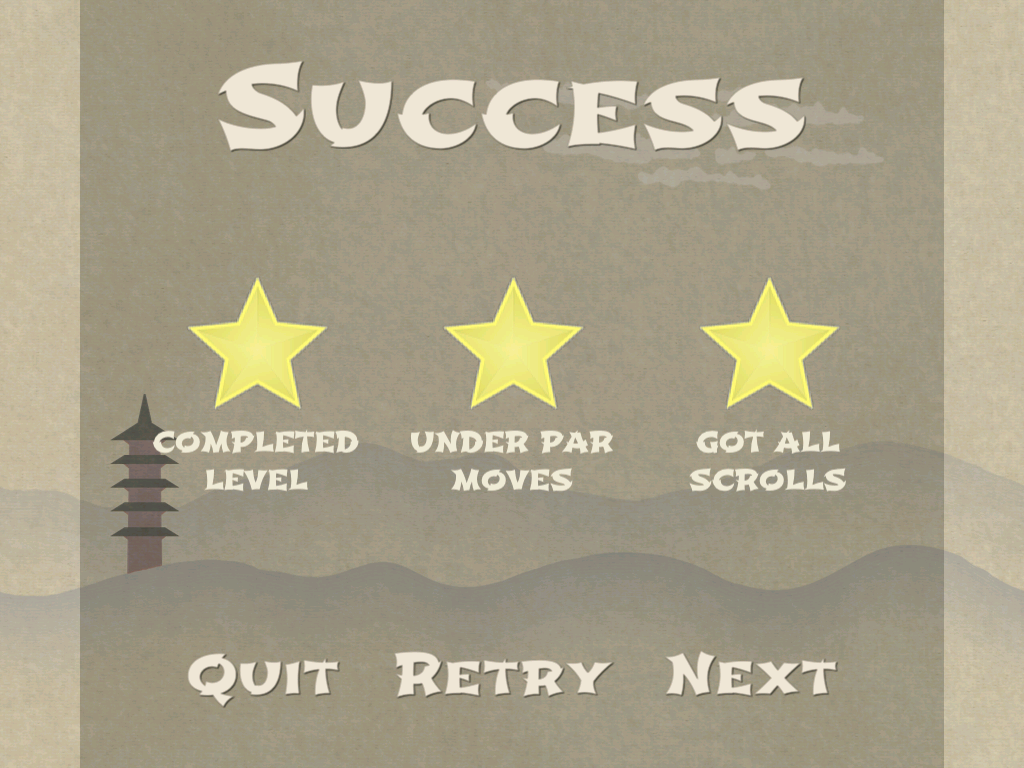 Success
COMPLETED UNDER PAR GOT ALL
LEVEL MOVES SCROLLS
Quit Retry Next